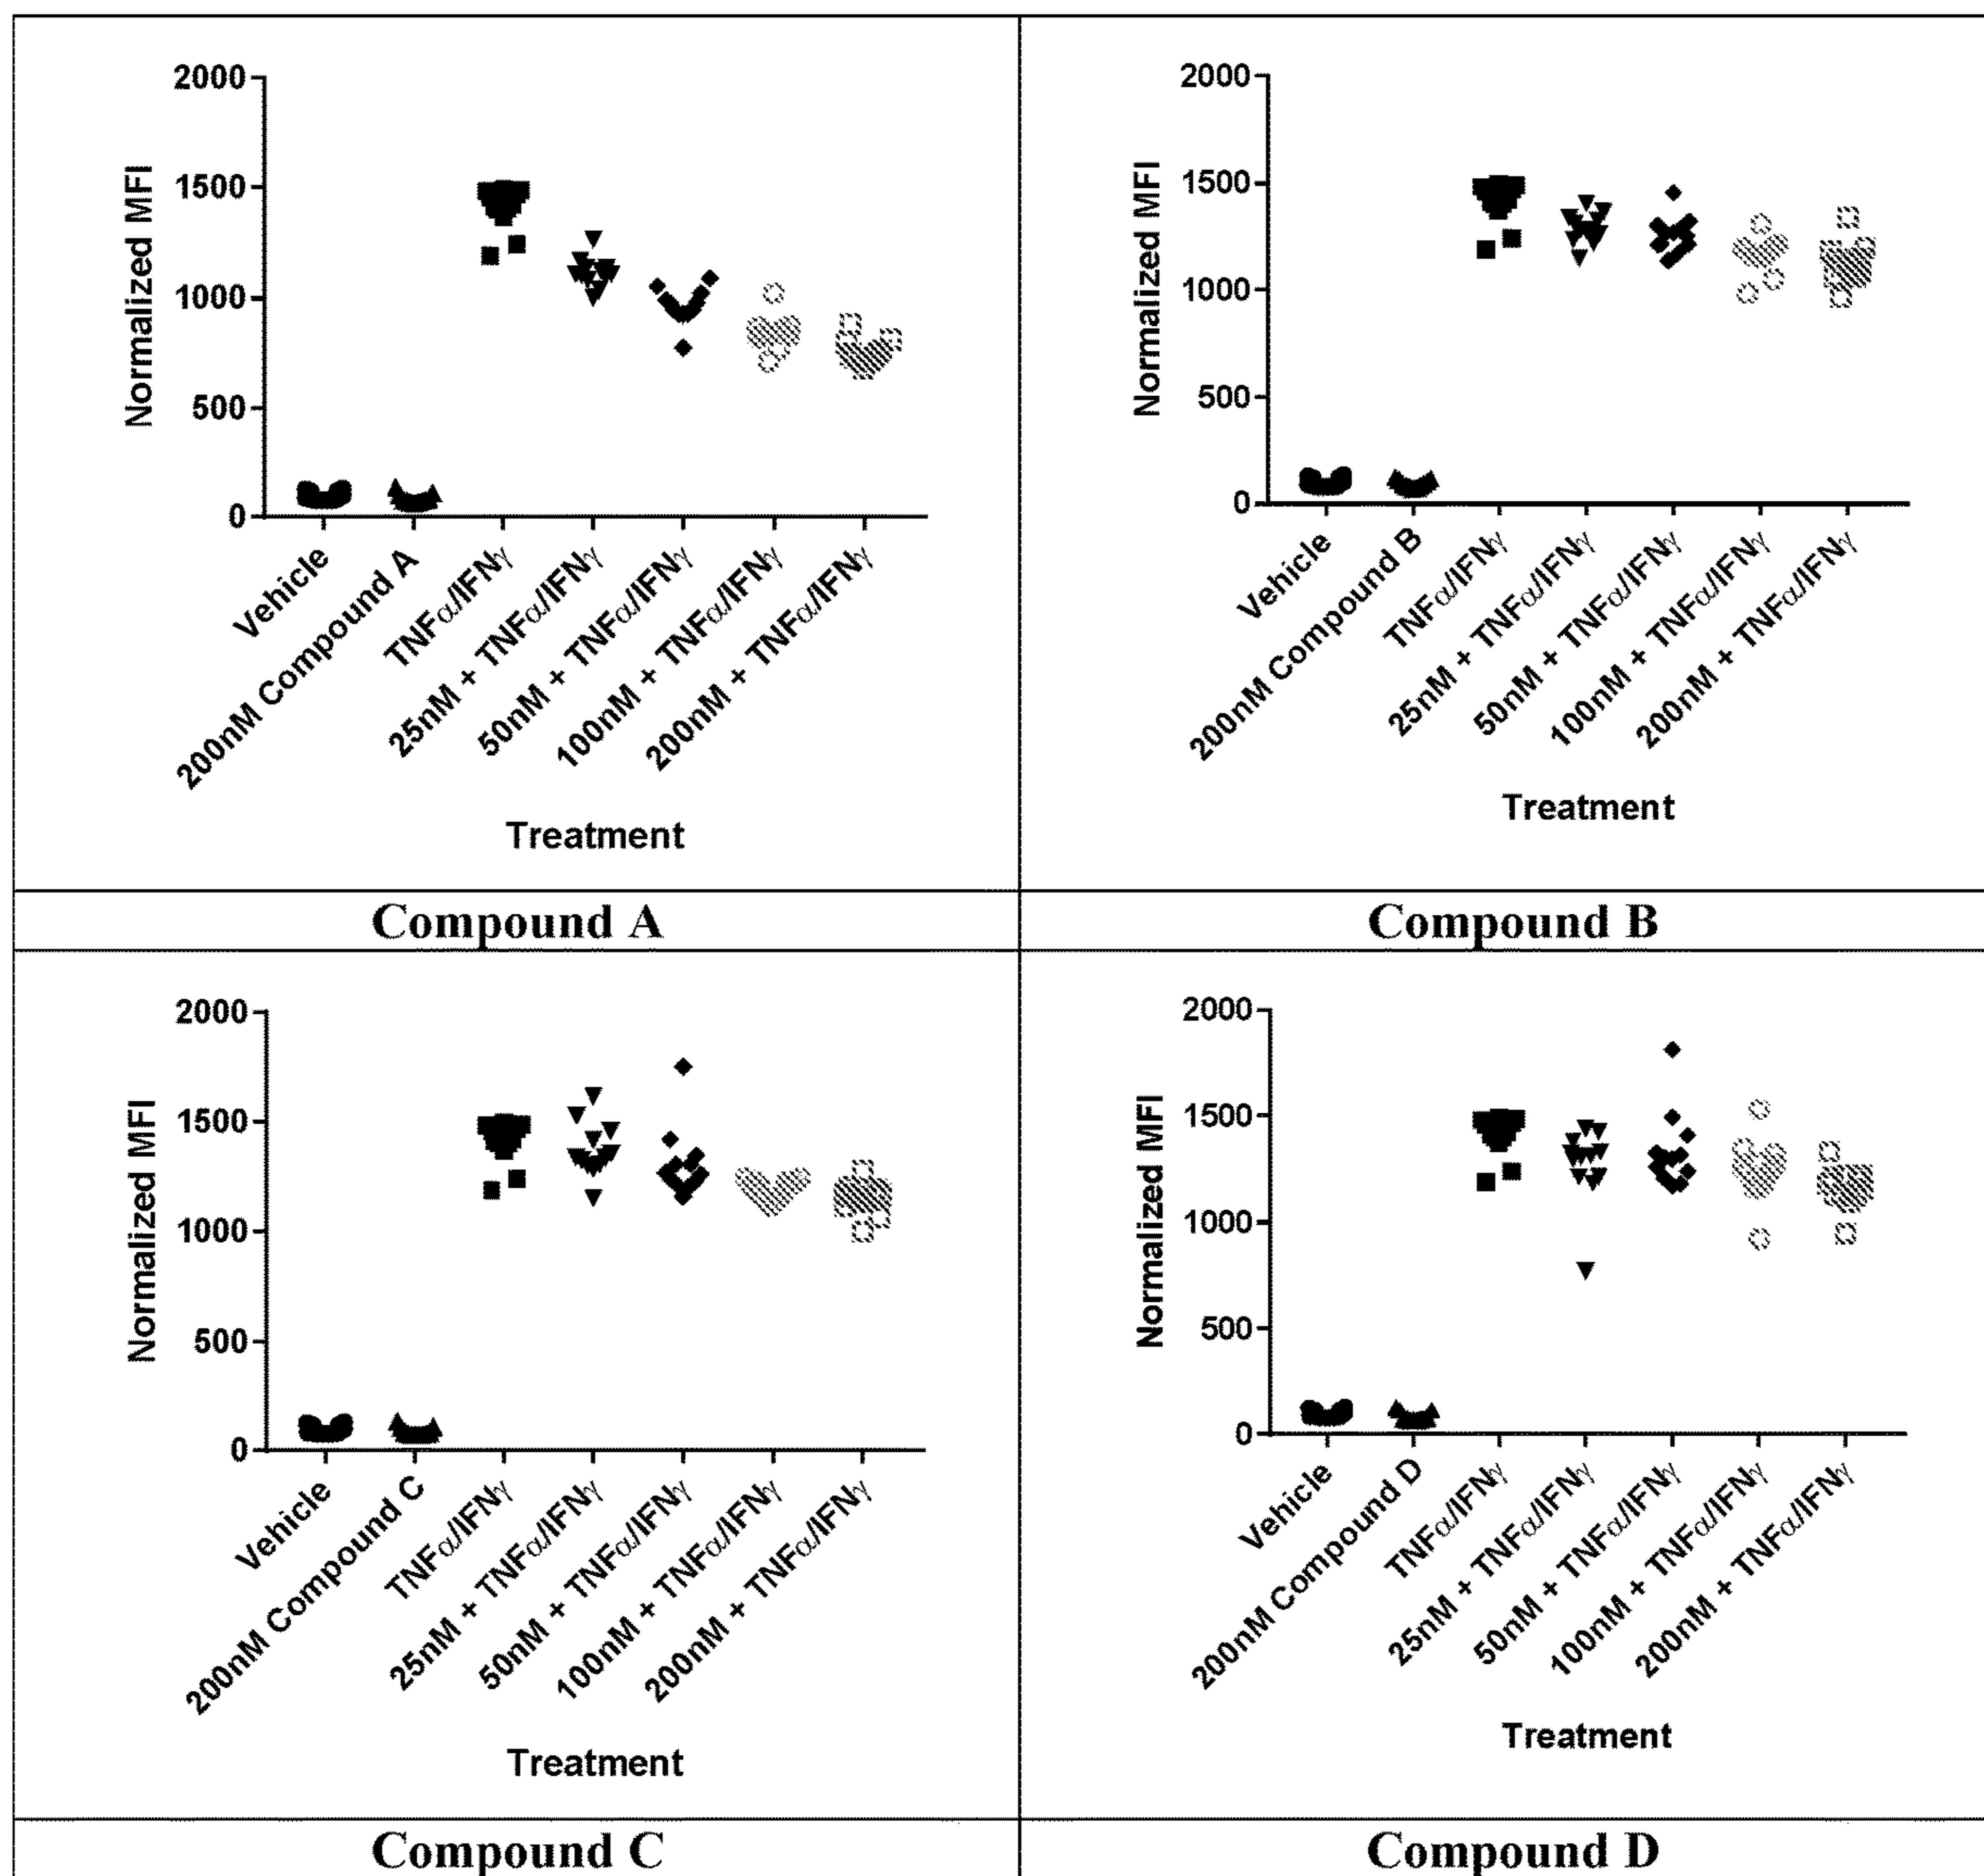 2000
1500
1000
500
0
Normalized MFI
Vehicle
200nM Compound A
TNFα/IFNγ
25nM + TNFα/IFNγ
50nM + TNFα/IFNγ
100nM + TNFα/IFNγ
200nM + TNFα/IFNγ
Treatment
2000
1500
1000
500
0
Normalized MFI
Vehicle
200nM Compound B
TNFα/IFNγ
25nM + TNFα/IFNγ
50nM + TNFα/IFNγ
100nM + TNFα/IFNγ
200nM + TNFα/IFNγ
Treatment
Compound A
Compound B
2000
1500
1000
500
0
Normalized MFI
Vehicle
200nM Compound C
TNFα/IFNγ
25nM + TNFα/IFNγ
50nM + TNFα/IFNγ
100nM + TNFα/IFNγ
200nM + TNFα/IFNγ
Treatment
2000
1500
1000
500
0
Normalized MFI
Vehicle
200nM Compound D
TNFα/IFNγ
25nM + TNFα/IFNγ
50nM + TNFα/IFNγ
100nM + TNFα/IFNγ
200nM + TNFα/IFNγ
Treatment
Compound C
Compound D